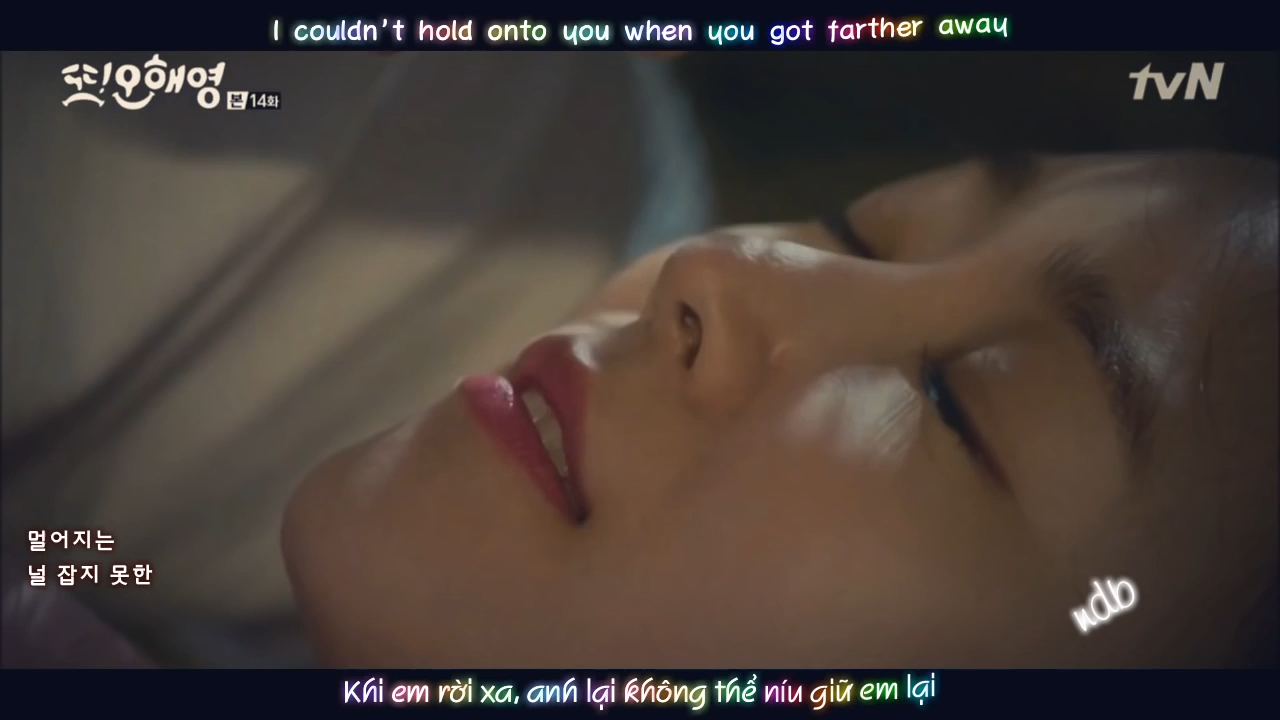 I couldn't hold onto you when you got farther away
또!오해영
본 14화
tvN
멀어지는
널 잡지 못한
ndb
Khi em rời xa, anh lại không thể níu giữ em lại